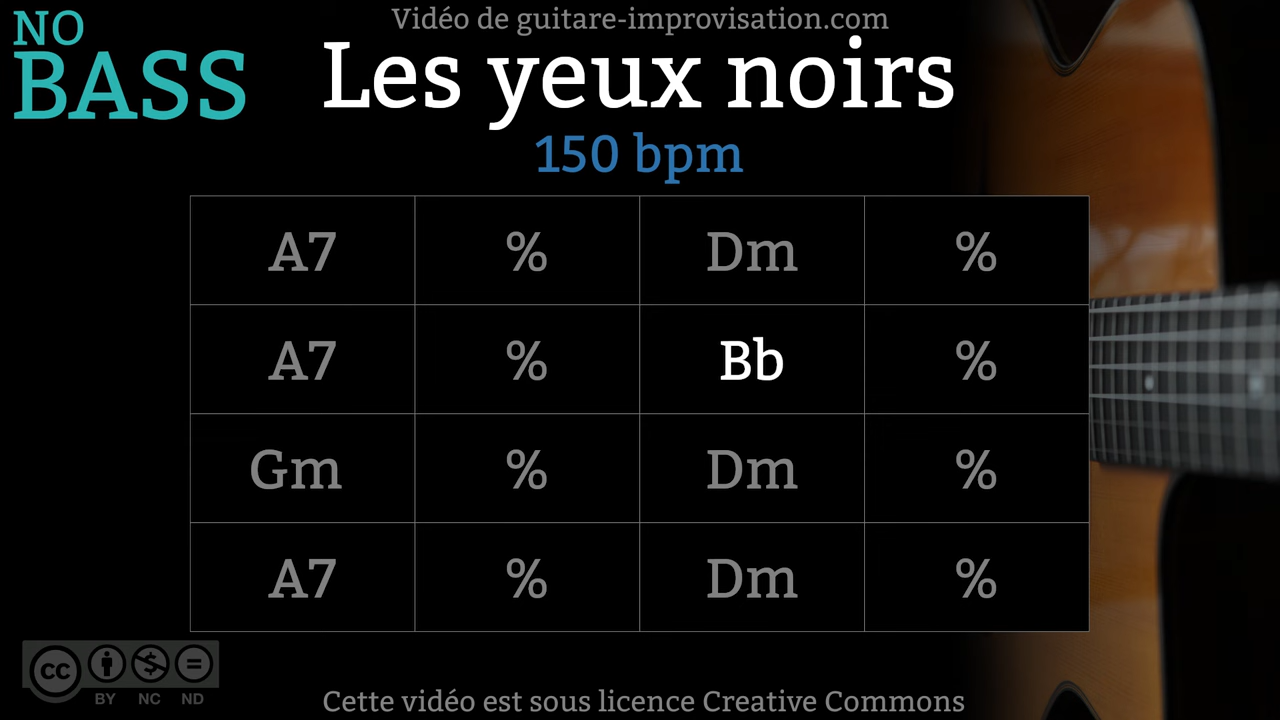 NO
BASS
Vidéo de guitare-improvisation.com
Les yeux noirs
150 bpm
A7 % Dm %
A7 % Bb %
Gm % Dm %
A7 % Dm %
cc
BY NC ND
Cette vidéo est sous licence Creative Commons